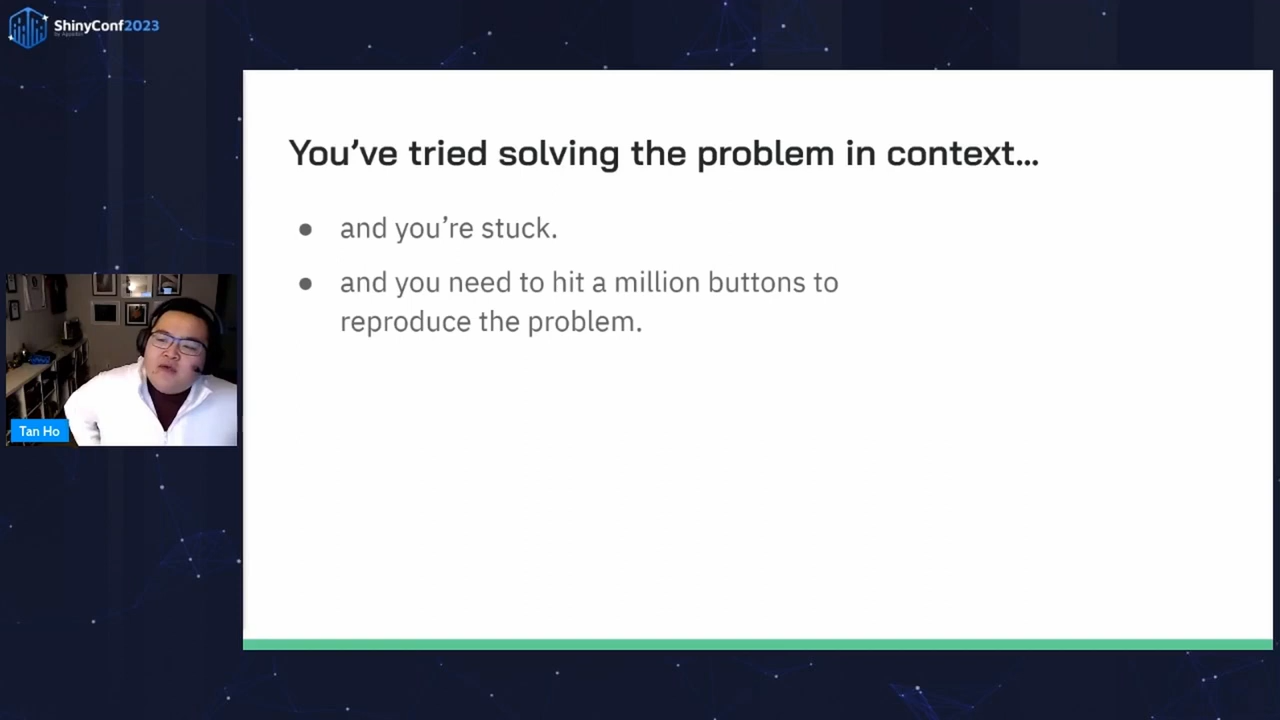 ShinyConf2023
You've tried solving the problem in context...
● and you're stuck.
● and you need to hit a million buttons to
reproduce the problem.
Tan Ho